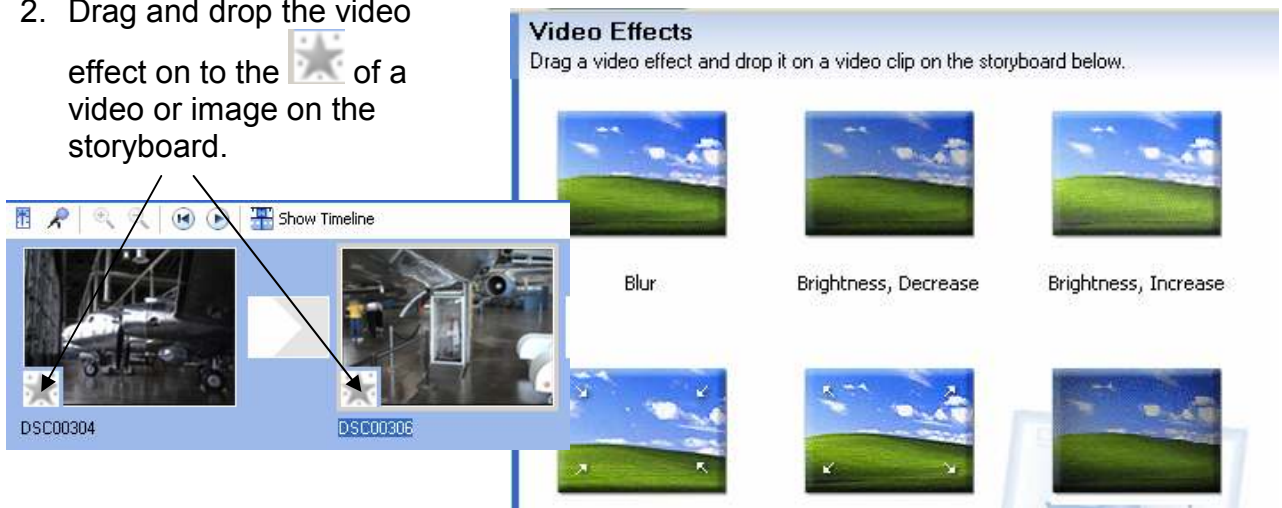 2. Drag and drop the video
effect on to the of a
video or image on the
storyboard.
Show Timeline
DSC00304
DSC00306
Video Effects
Drag a video effect and drop it on a video clip on the storyboard below.
Blur
Brightness, Decrease
Brightness, Increase